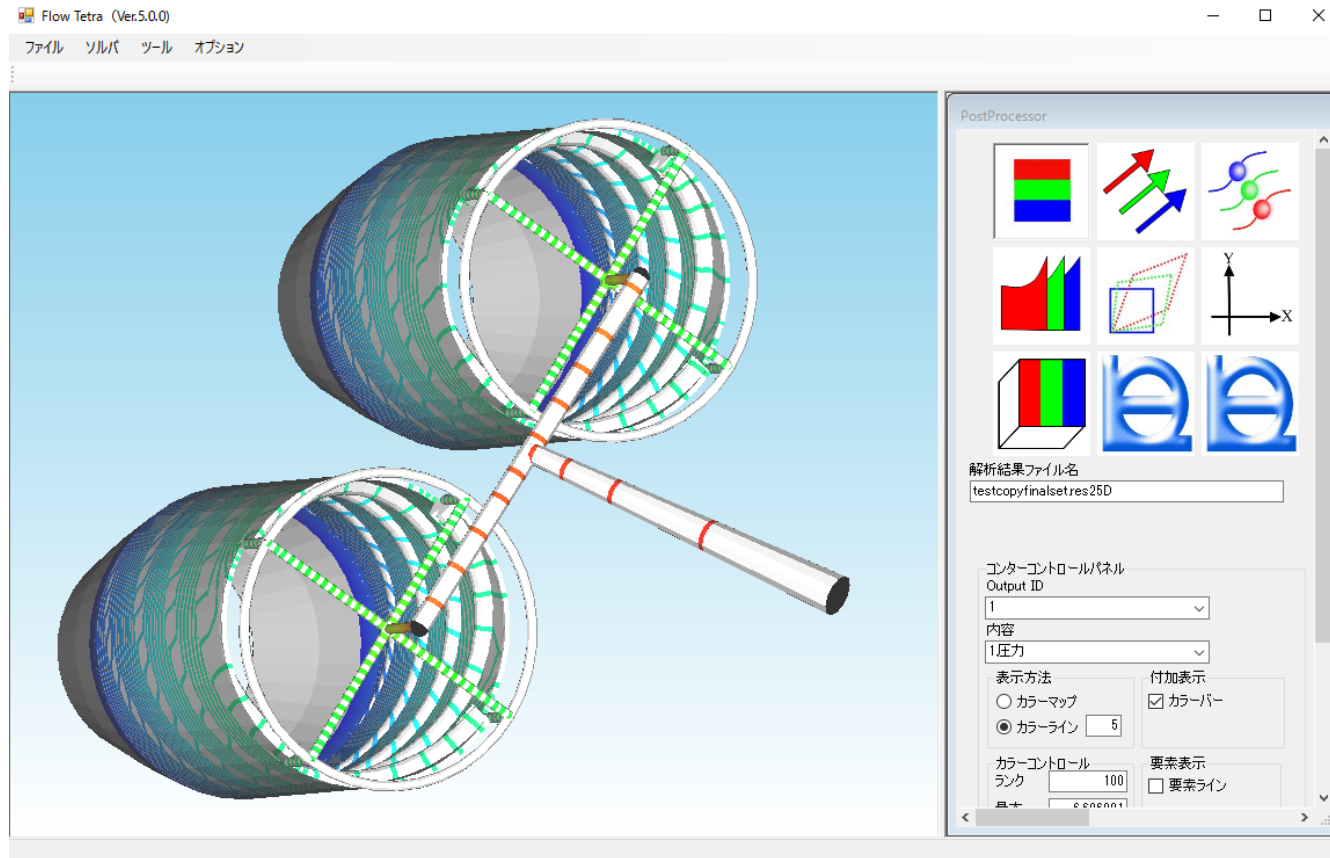 Flow Tetra (Ver.5.0.0)
ファイル ソルバ ツール オプション
PostProcessor
Y
X
解析結果ファイル名
testcopyfinalset.res25D
コンターコントロールパネル
Output ID
1
内容
1.圧力
表示方法
カラーマップ
カラーライン 5
付加表示
カラーバー
カラーコントロール
ランク 100
要素表示
要素ライン